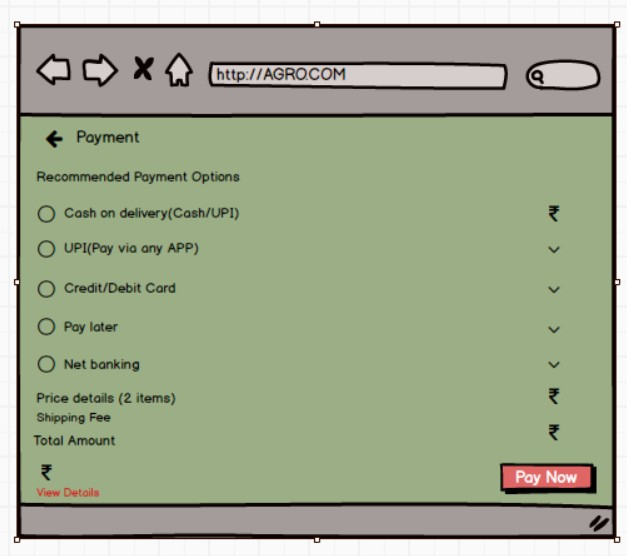 http://AGRO.COM
Payment
Recommended Payment Options
Cash on delivery(Cash/UPI) ₹
UPI(Pay via any APP)
Credit/Debit Card
Pay later
Net banking
Price details (2 items) ₹
Shipping Fee
Total Amount ₹
₹
View Details
Pay Now